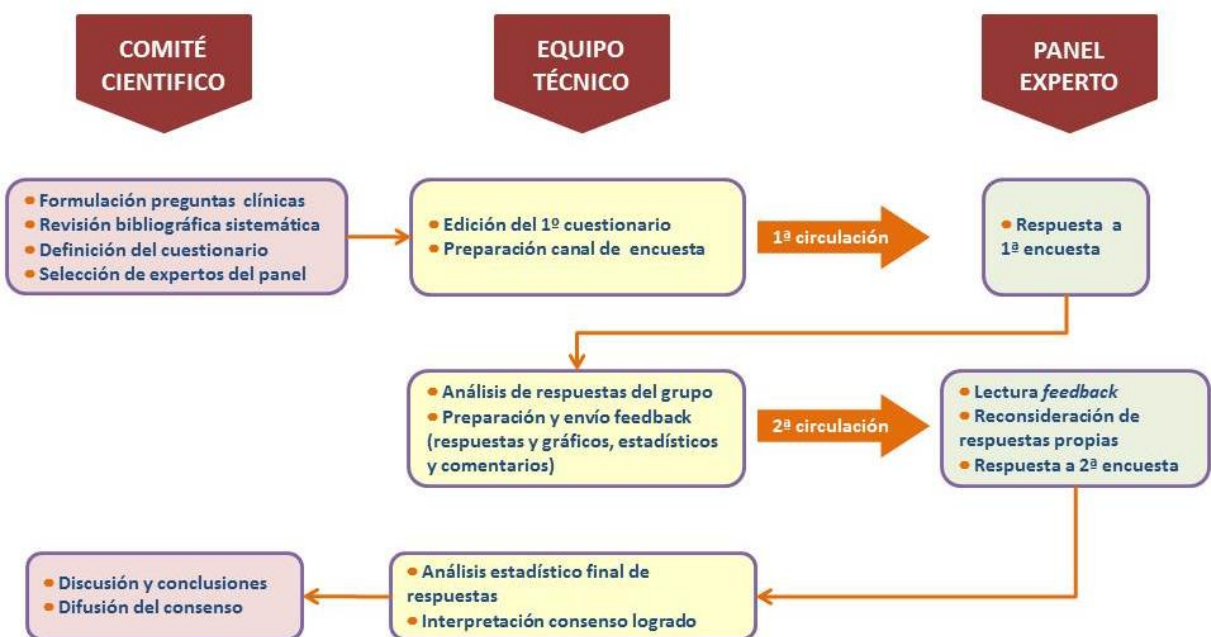 COMITÉ
CIENTIFICO
EQUIPO
TÉCNICO
PANEL
EXPERTO
• Formulación preguntas clínicas
• Revisión bibliográfica sistemática
• Definición del cuestionario
• Selección de expertos del panel
• Edición del 1º cuestionario
• Preparación canal de encuesta
1ª circulación
• Respuesta a
1ª encuesta
• Análisis de respuestas del grupo
• Preparación y envío feedback
(respuestas y gráficos, estadísticos
y comentarios)
2ª circulación
• Lectura feedback
• Reconsideración de
respuestas propias
• Respuesta a 2ª encuesta
• Discusión y conclusiones
• Difusión del consenso
• Análisis estadístico final de
respuestas
• Interpretación consenso logrado